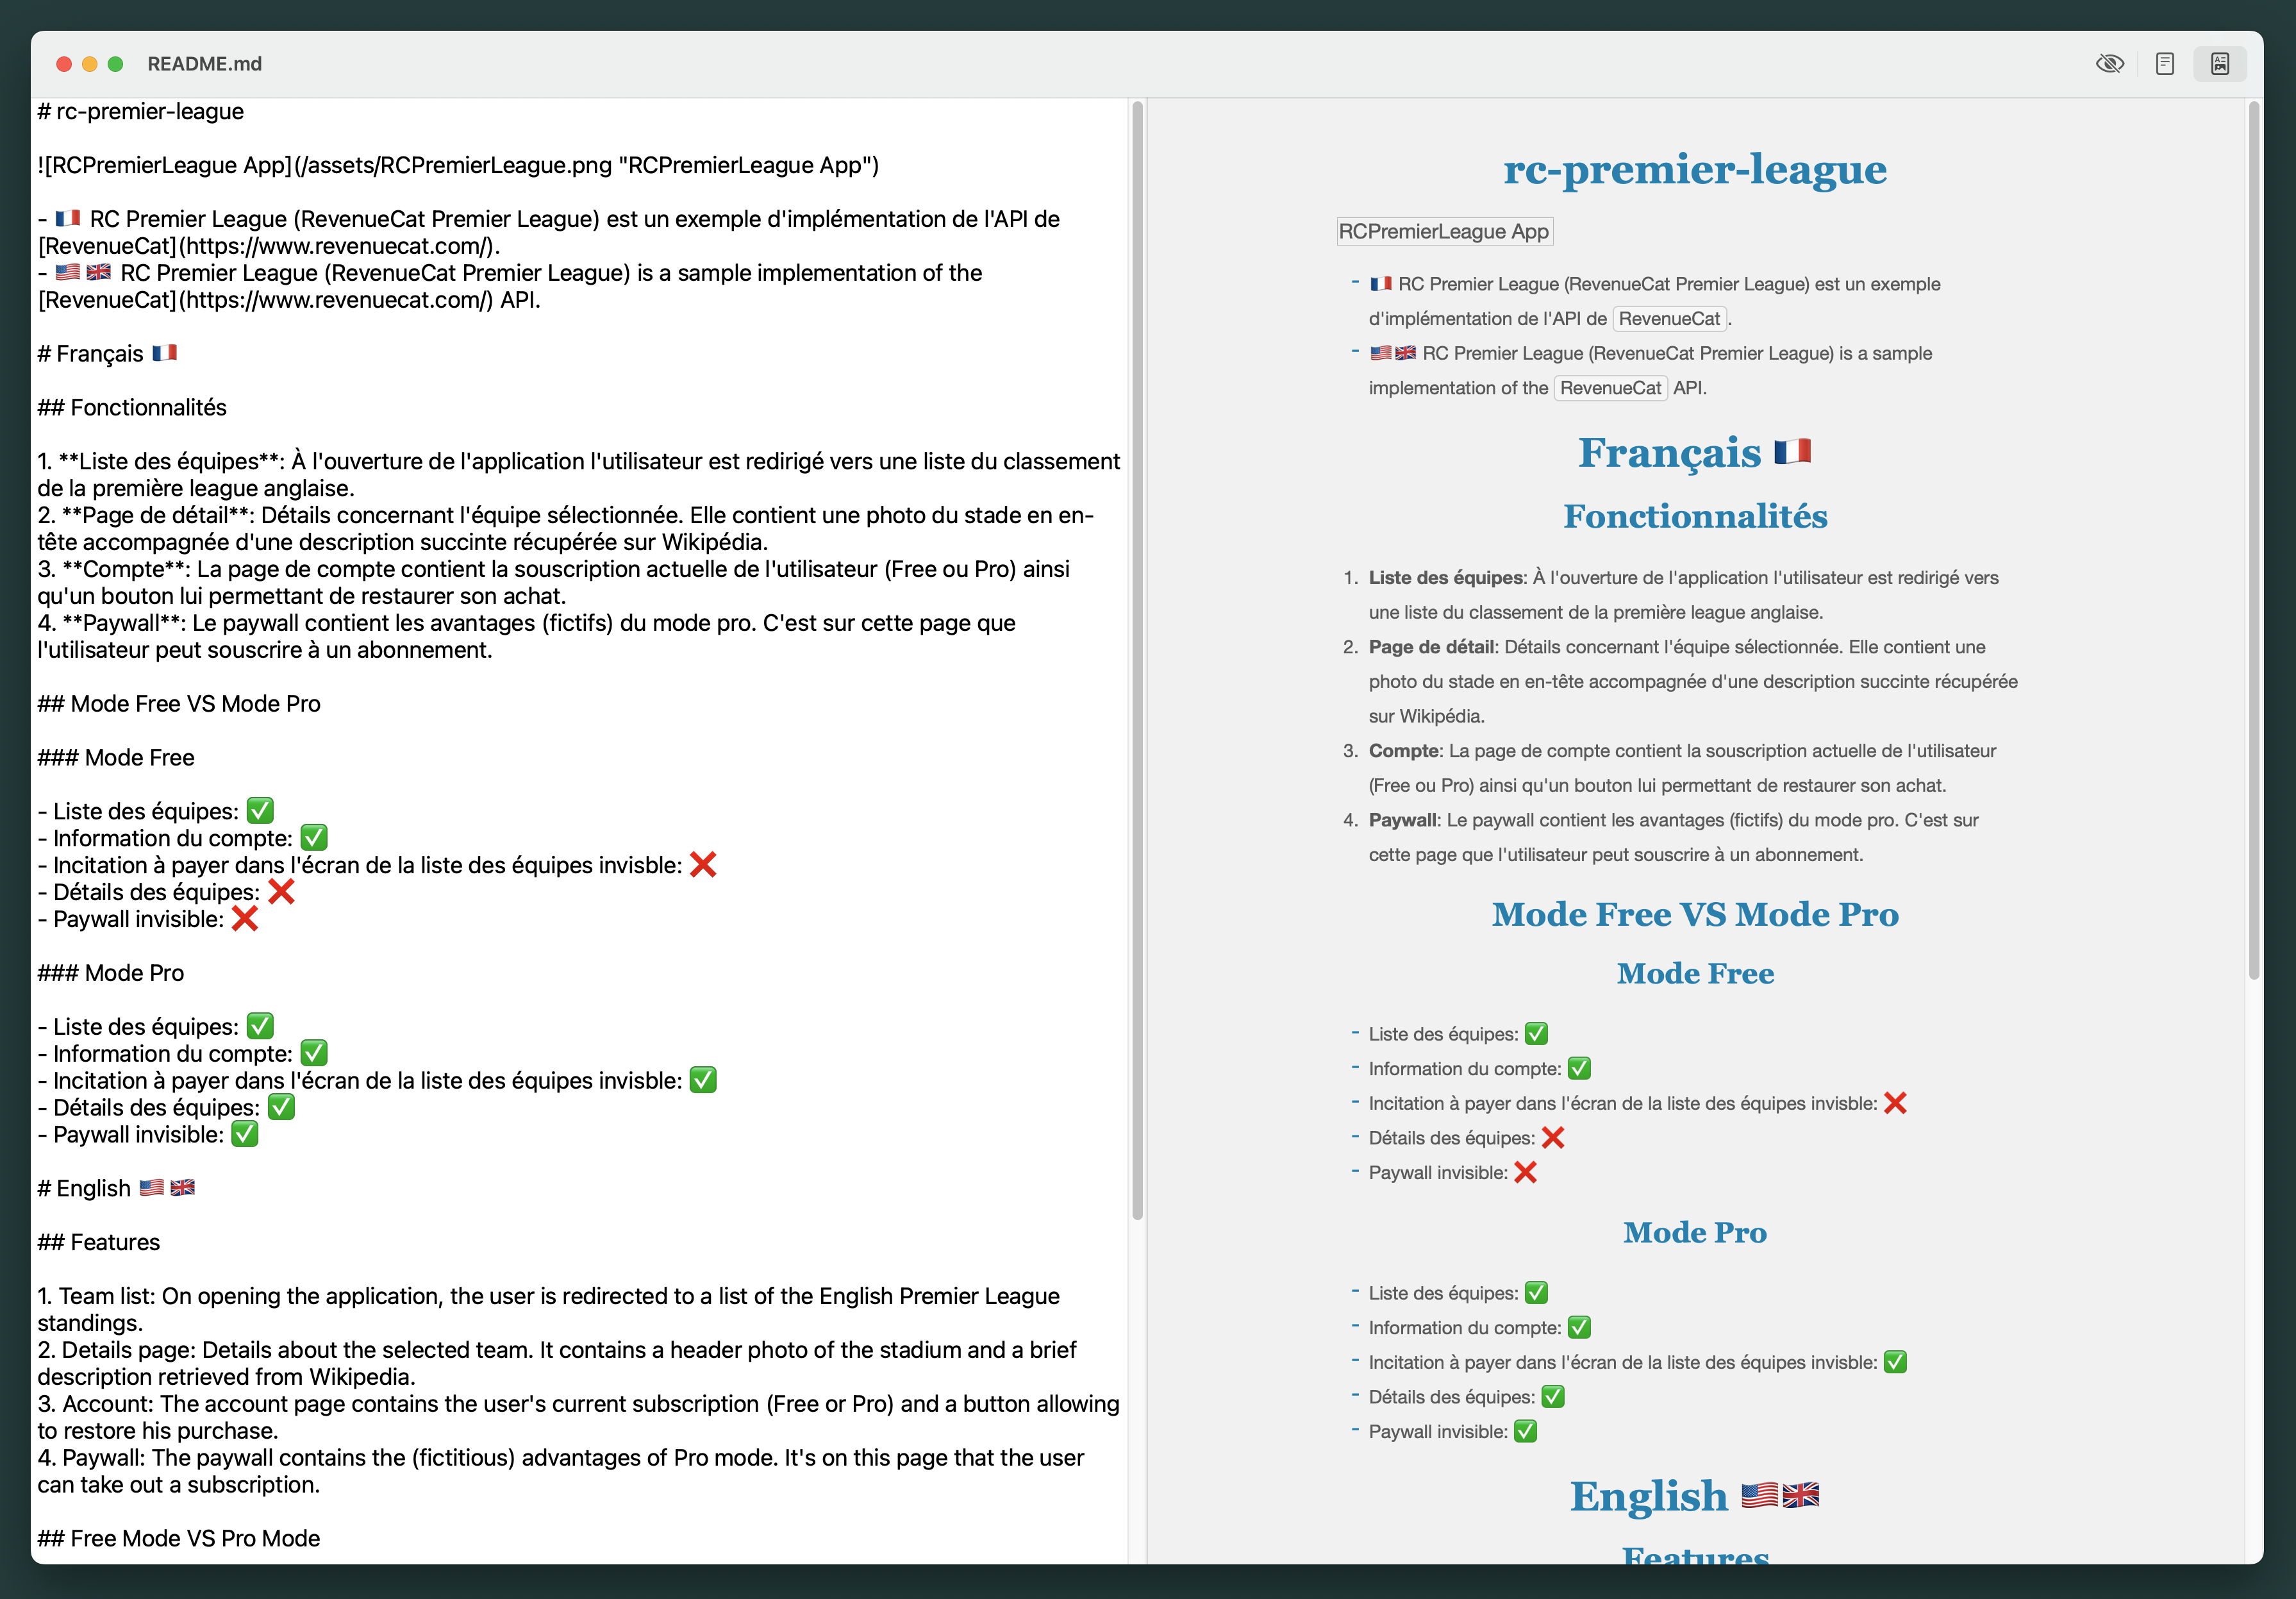 README.md
# rc-premier-league
![RCPremierLeague App](/assets/RCPremierLeague.png "RCPremierLeague App")
- 🇫🇷 RC Premier League (RevenueCat Premier League) est un exemple d'implémentation de l'API de
[RevenueCat](https://www.revenuecat.com/).
- 🇺🇸🇬🇧 RC Premier League (RevenueCat Premier League) is a sample implementation of the
[RevenueCat](https://www.revenuecat.com/) API.
# Français 🇫🇷
## Fonctionnalités
1. **Liste des équipes**: À l'ouverture de l'application l'utilisateur est redirigé vers une liste du classement
de la première league anglaise.
2. **Page de détail**: Détails concernant l'équipe sélectionnée. Elle contient une photo du stade en en-
tête accompagnée d'une description succinte récupérée sur Wikipédia.
3. **Compte**: La page de compte contient la souscription actuelle de l'utilisateur (Free ou Pro) ainsi
qu'un bouton lui permettant de restaurer son achat.
4. **Paywall**: Le paywall contient les avantages (fictifs) du mode pro. C'est sur cette page que
l'utilisateur peut souscrire à un abonnement.
## Mode Free VS Mode Pro
### Mode Free
- Liste des équipes: ✅
- Information du compte: ✅
- Incitation à payer dans l'écran de la liste des équipes invisble: ❌
- Détails des équipes: ❌
- Paywall invisible: ❌
### Mode Pro
- Liste des équipes: ✅
- Information du compte: ✅
- Incitation à payer dans l'écran de la liste des équipes invisble: ✅
- Détails des équipes: ✅
- Paywall invisible: ✅
# English 🇺🇸🇬🇧
## Features
1. Team list: On opening the application, the user is redirected to a list of the English Premier League
standings.
2. Details page: Details about the selected team. It contains a header photo of the stadium and a brief
description retrieved from Wikipedia.
3. Account: The account page contains the user's current subscription (Free or Pro) and a button allowing
to restore his purchase.
4. Paywall: The paywall contains the (fictitious) advantages of Pro mode. It's on this page that the user
can take out a subscription.
## Free Mode VS Pro Mode
rc-premier-league
RCPremierLeague App
- 🇫🇷 RC Premier League (RevenueCat Premier League) est un exemple
d'implémentation de l'API de RevenueCat.
- 🇺🇸🇬🇧 RC Premier League (RevenueCat Premier League) is a sample
implementation of the RevenueCat API.
Français 🇫🇷
Fonctionnalités
1. Liste des équipes: À l'ouverture de l'application l'utilisateur est redirigé vers
une liste du classement de la première league anglaise.
2. Page de détail: Détails concernant l'équipe sélectionnée. Elle contient une
photo du stade en en-tête accompagnée d'une description succinte récupérée
sur Wikipédia.
3. Compte: La page de compte contient la souscription actuelle de l'utilisateur
(Free ou Pro) ainsi qu'un bouton lui permettant de restaurer son achat.
4. Paywall: Le paywall contient les avantages (fictifs) du mode pro. C'est sur
cette page que l'utilisateur peut souscrire à un abonnement.
Mode Free VS Mode Pro
Mode Free
- Liste des équipes: ✅
- Information du compte: ✅
- Incitation à payer dans l'écran de la liste des équipes invisble: ❌
- Détails des équipes: ❌
- Paywall invisible: ❌
Mode Pro
- Liste des équipes: ✅
- Information du compte: ✅
- Incitation à payer dans l'écran de la liste des équipes invisble: ✅
- Détails des équipes: ✅
- Paywall invisible: ✅
English 🇺🇸🇬🇧
Features